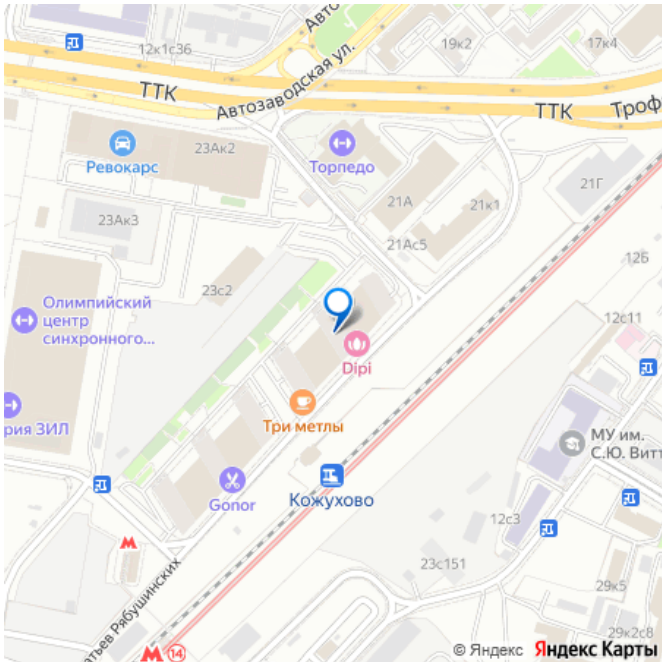 Авто
12к1с36
19к2
17к4
Автозаводская ул.
ТТК
ТТК
Троф
23Ак2
Ревокарс
Торпедо
21Г
21А
21к1
23Ак3
21Ас5
12Б
23с2
Олимпийский
центр
синхронного...
12с11
Dipi
Три метлы
рия ЗИЛ
МУ им.
С.Ю. Витт
Gonor
Кожухово
12с3
23с151
29к5
атьев Рябушинских
29к2с8
14
© Яндекс Яндекс Карты